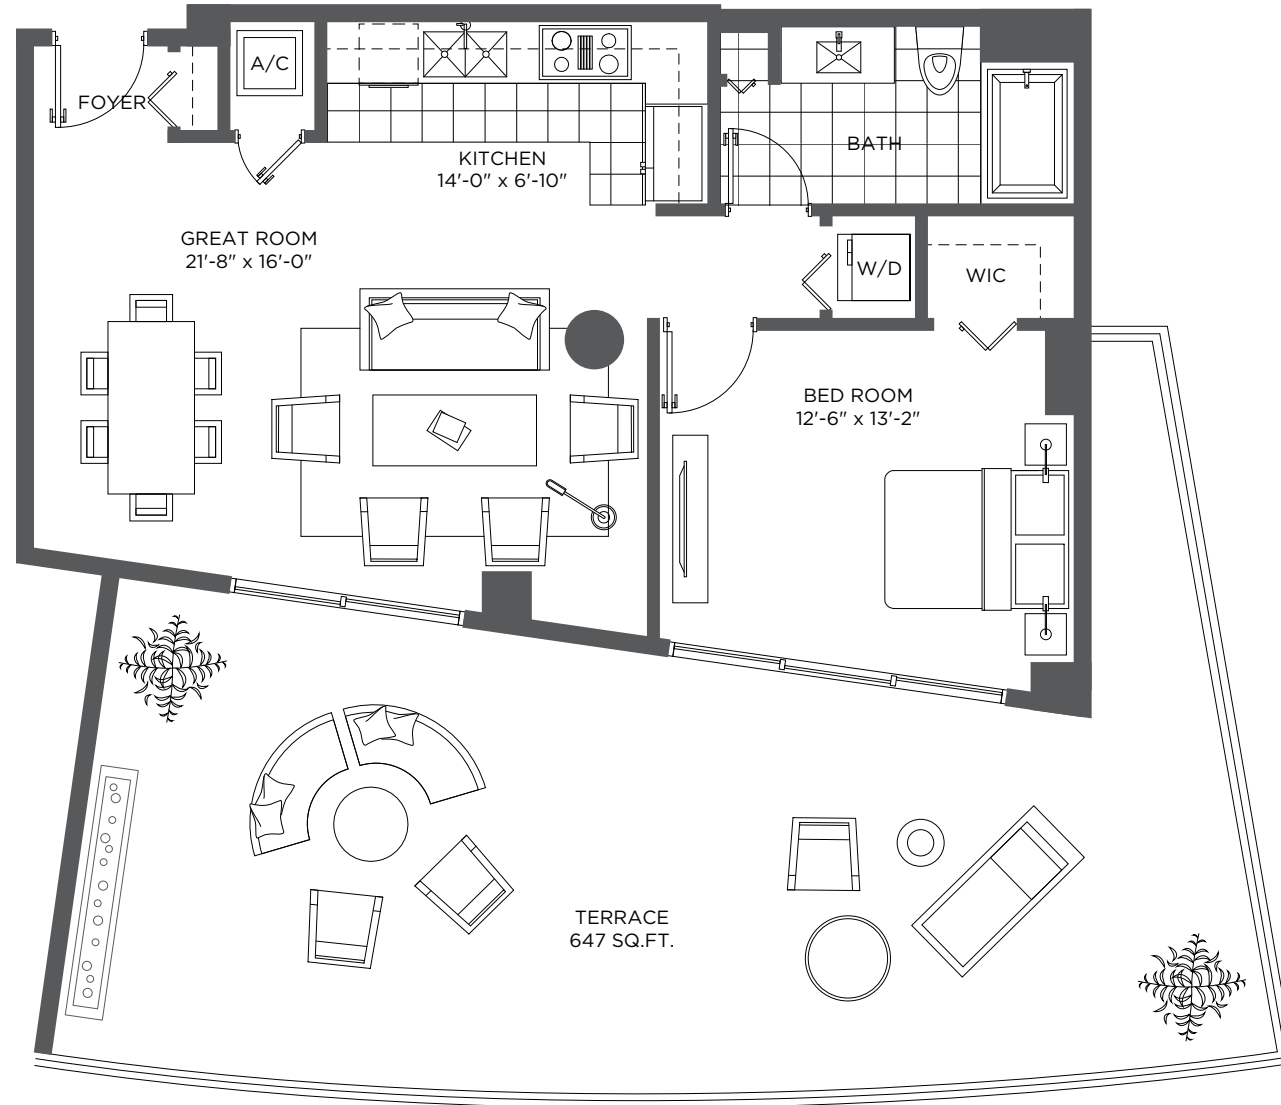 A/C
FOYER
BATH
KITCHEN
14'-0" x 6'-10"
GREAT ROOM
21'-8" x 16'-0"
W/D
WIC
BED ROOM
12'-6" x 13'-2"
TERRACE
647 SQ.FT.